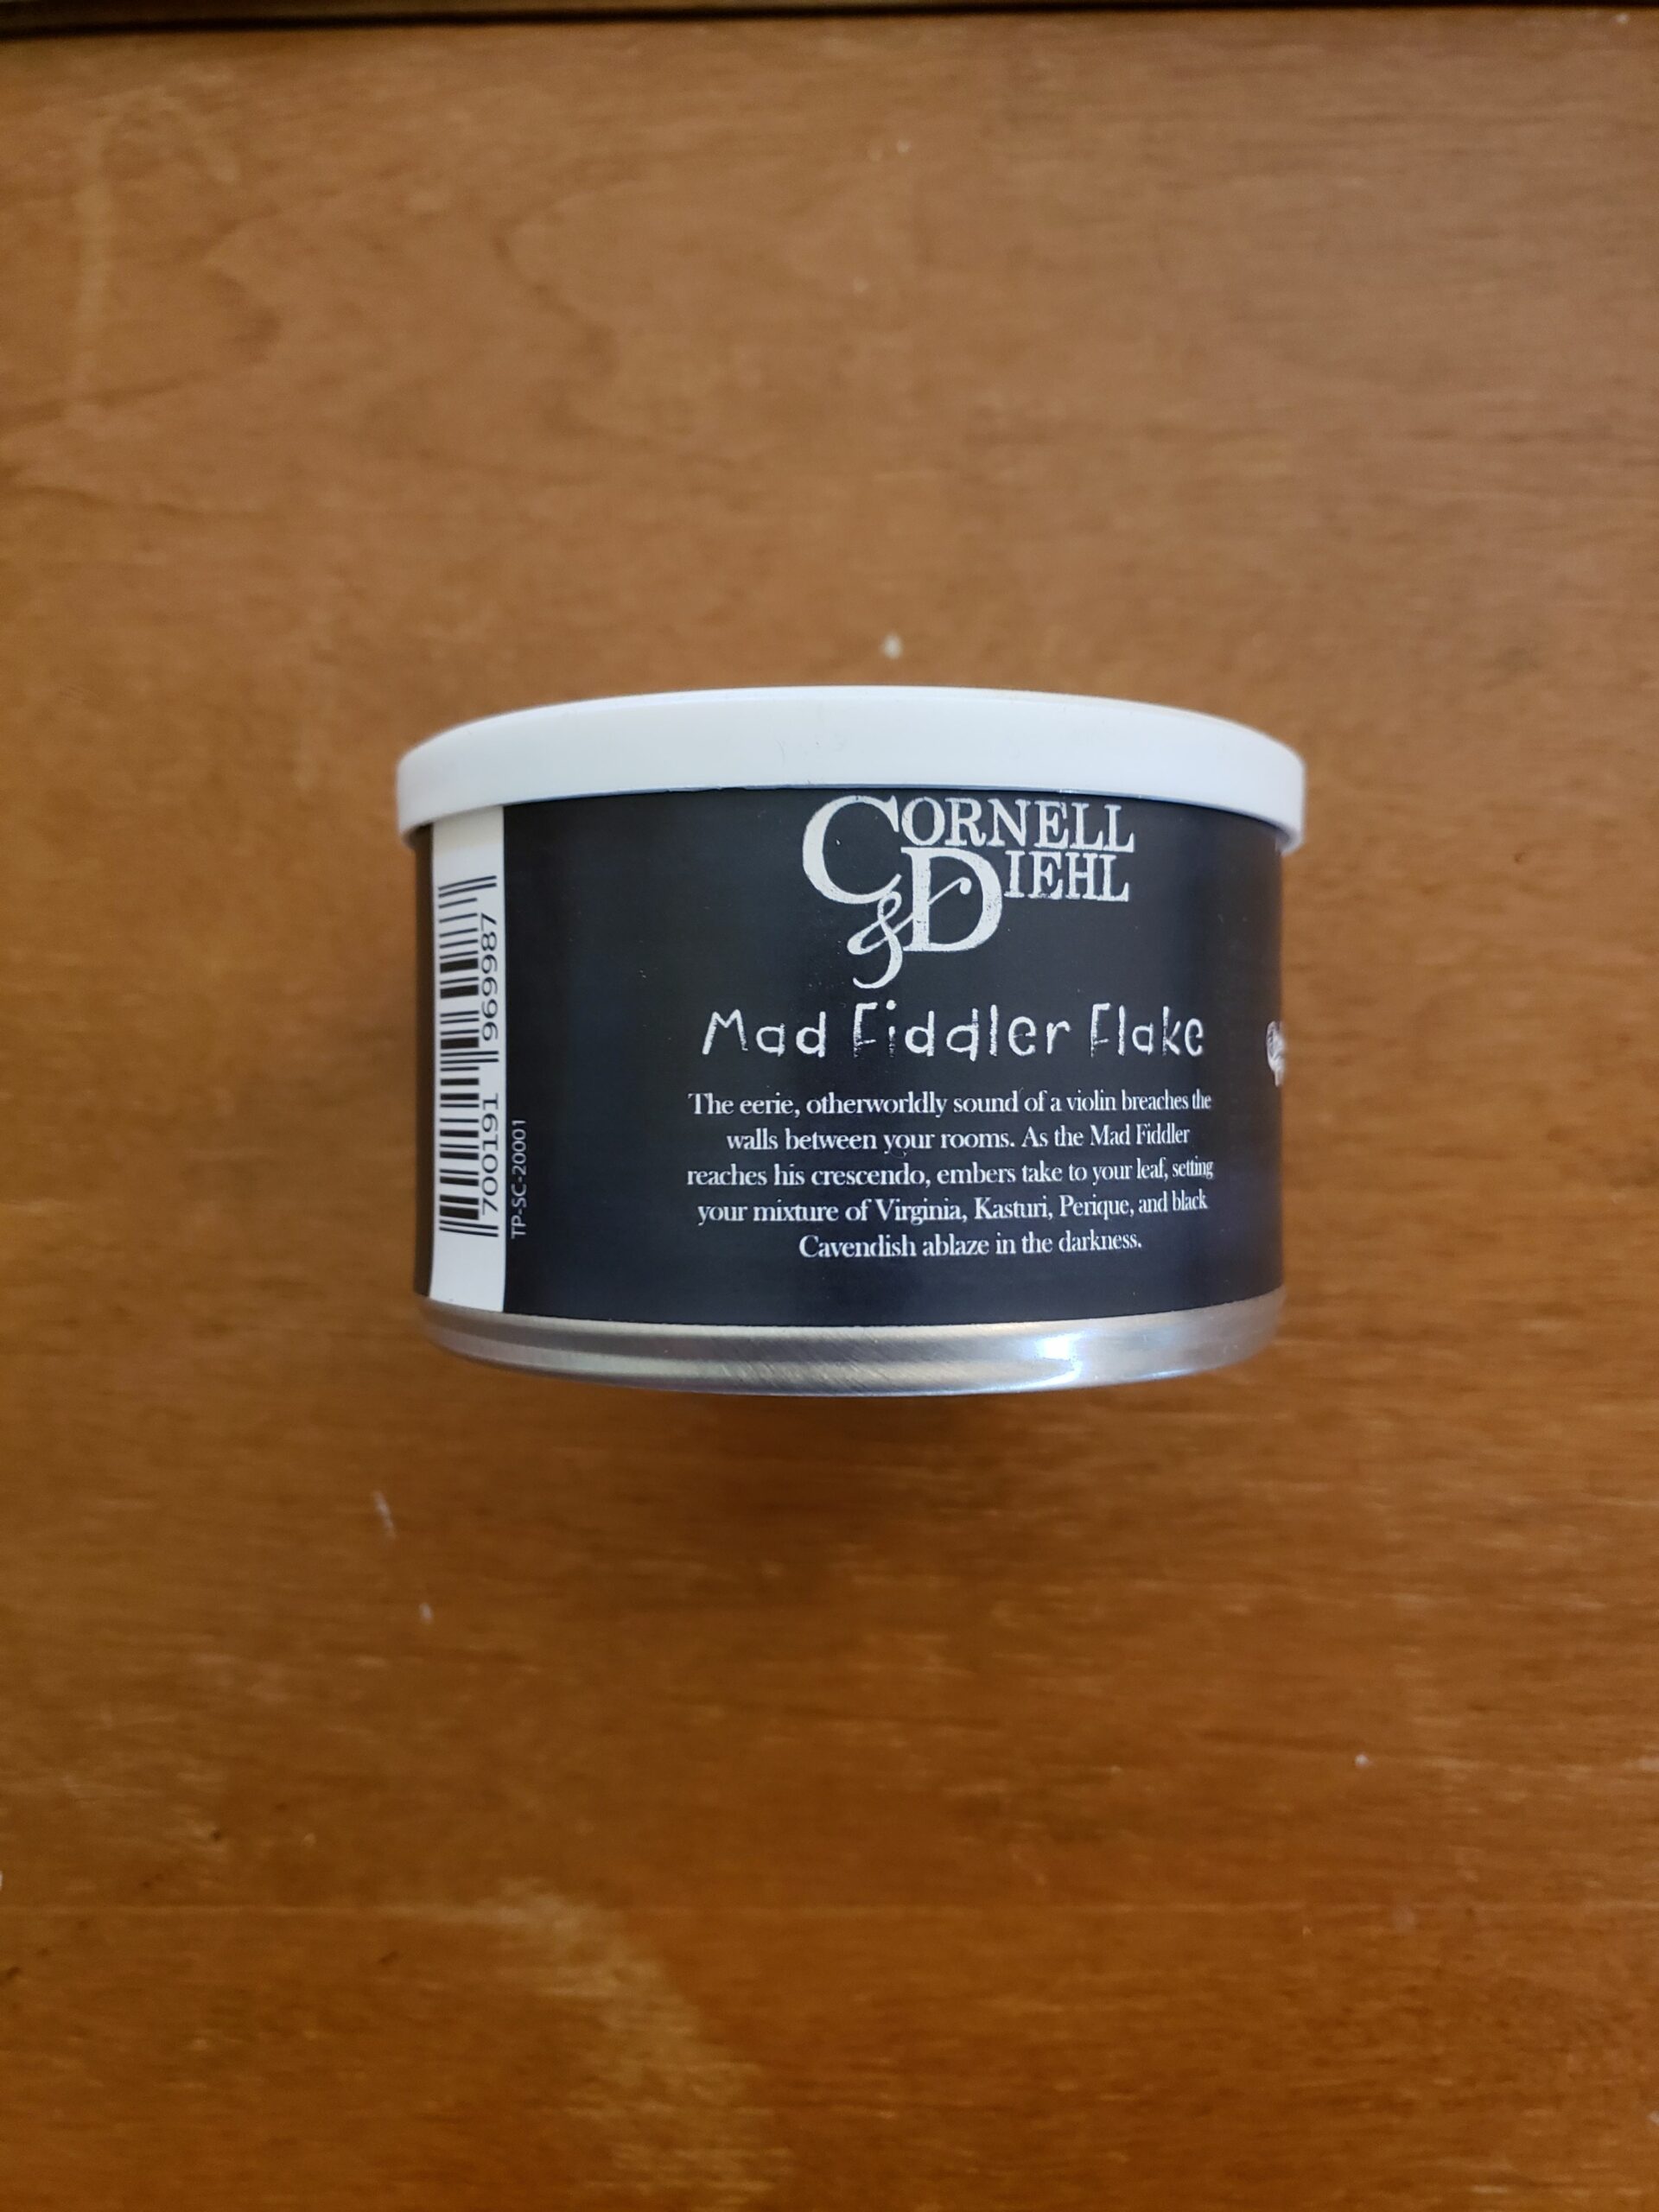 CORNELL
& DIEHL
Mad Fiddler Flake
The eerie, otherworldly sound of a violin breaches the
walls between your rooms. As the Mad Fiddler
reaches his crescendo, embers take to your leaf, setting
your mixture of Virginia, Kasturi, Perique, and black
Cavendish ablaze in the darkness.
700191 966987
TP-SC-20001